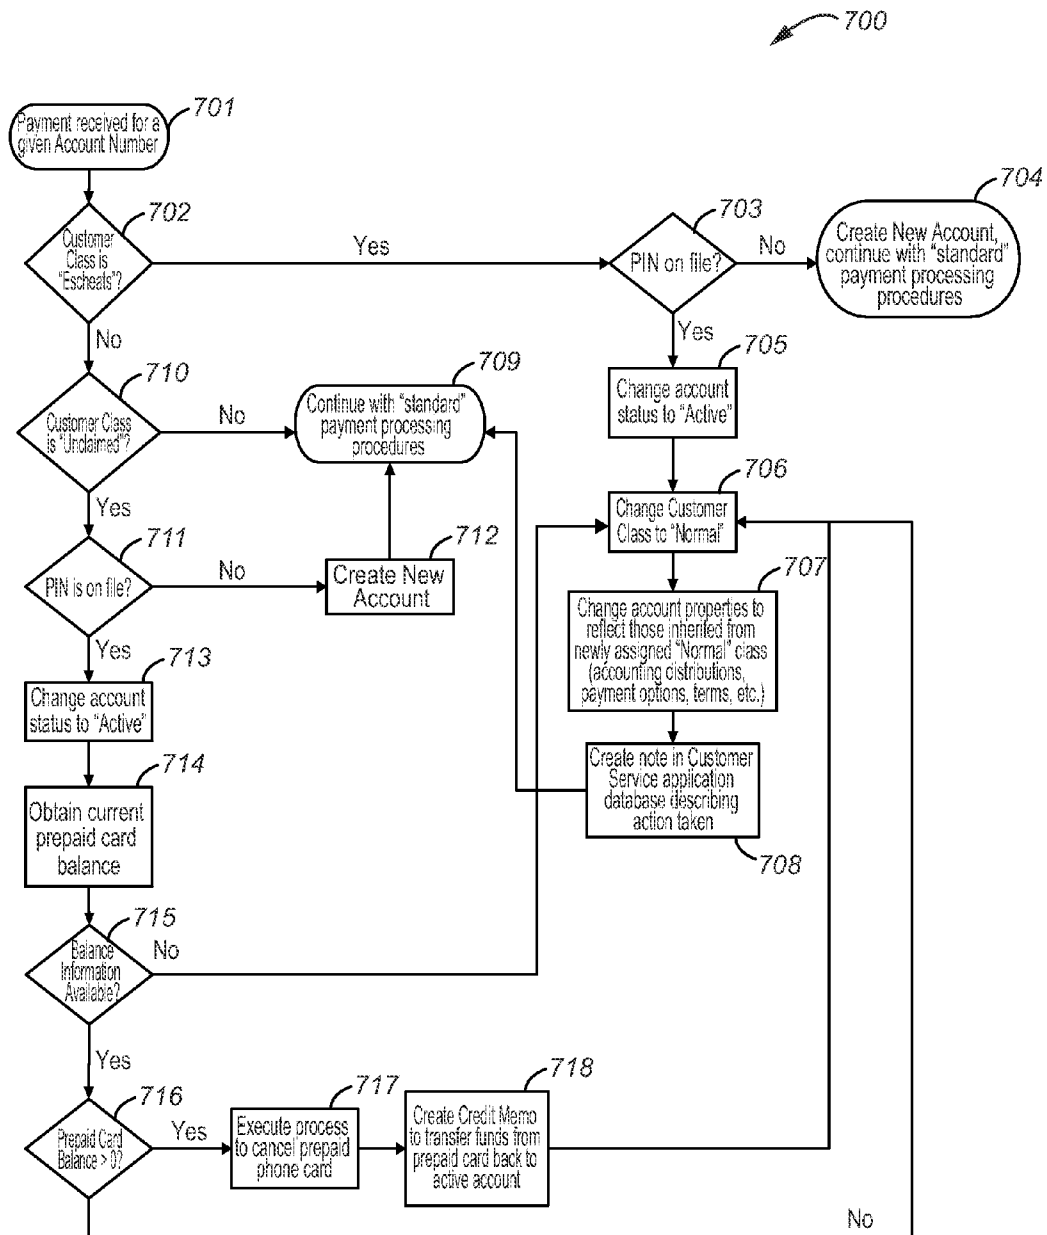 700
701
Payment received for a
given Account Number
702
Customer
Class is
"Escheats"?
Yes
703
PIN on file?
No
704
Create New Account,
continue with "standard"
payment processing
procedures
No
Yes
705
Change account
status to "Active"
710
Customer Class
is "Unclaimed"?
No
709
Continue with "standard"
payment processing
procedures
706
Change Customer
Class to "Normal"
Yes
711
PIN is on file?
No
712
Create New
Account
707
Change account properties to
reflect those inherited from
newly assigned "Normal" class
(accounting distributions,
payment options, terms, etc.)
Yes
713
Change account
status to "Active"
714
Obtain current
prepaid card
balance
Create note in Customer
Service application
database describing
action taken
708
715
Balance
Information
Available?
No
Yes
716
Prepaid Card
Balance > 0?
Yes
717
Execute process
to cancel prepaid
phone card
718
Create Credit Memo
to transfer funds from
prepaid card back to
active account
No